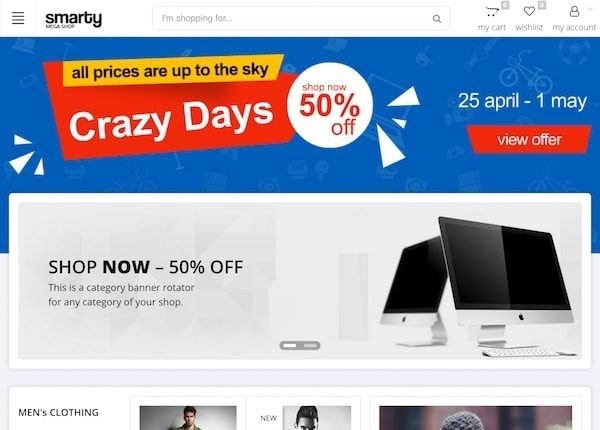 smarty
MEGA SHOP
I'm shopping for...
0
my cart
0
wishlist
my account
all prices are up to the sky
Crazy Days
shop now
50%
off
25 april - 1 may
view offer
SHOP NOW – 50% OFF
This is a category banner rotator
for any category of your shop.
MEN's CLOTHING
NEW